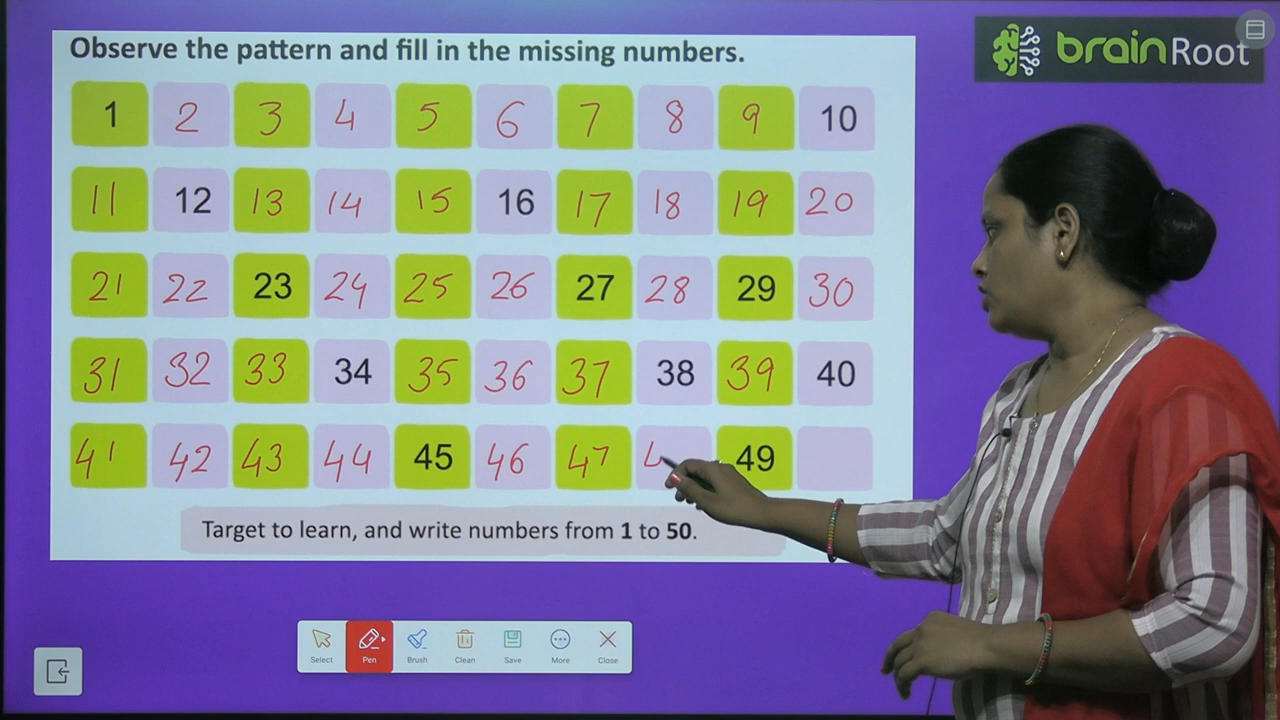 Observe the pattern and fill in the missing numbers.
brainRoot
1 2 3 4 5 6 7 8 9 10
11 12 13 14 15 16 17 18 19 20
21 22 23 24 25 26 27 28 29 30
31 32 33 34 35 36 37 38 39 40
41 42 43 44 45 46 47 4 49
Target to learn, and write numbers from 1 to 50.
Select Pen Brush Clean Save More Close